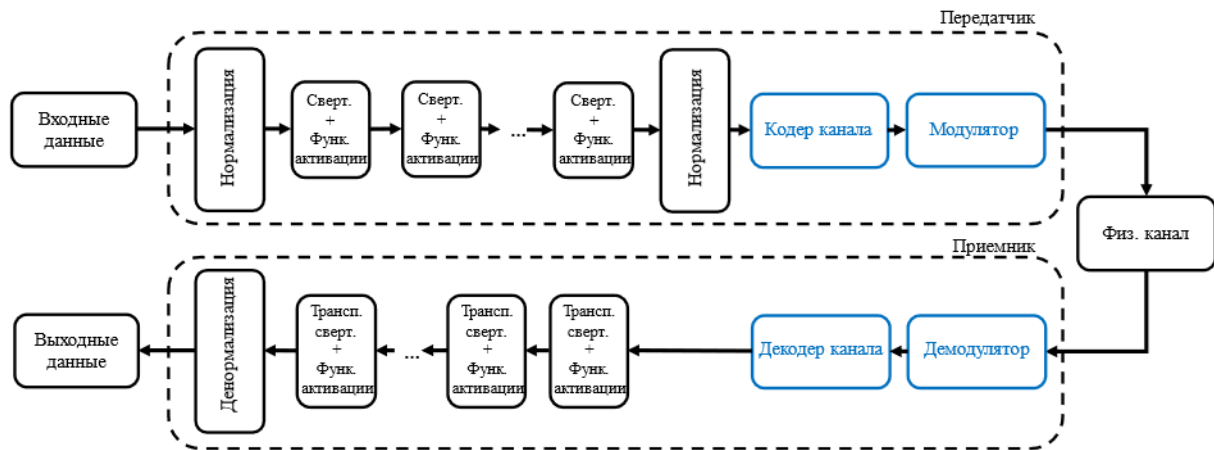 Передатчик
Входные
данные
Нормализация
Сверт.
+
Функ.
активации
Сверт.
+
Функ.
активации
...
Сверт.
+
Функ.
активации
Нормализация
Кодер канала
Модулятор
Физ. канал
Приемник
Выходные
данные
Денормализация
Трансп.
сверт.
+
Функ.
активации
...
Трансп.
сверт.
+
Функ.
активации
Трансп.
сверт.
+
Функ.
активации
Декодер канала
Демодулятор